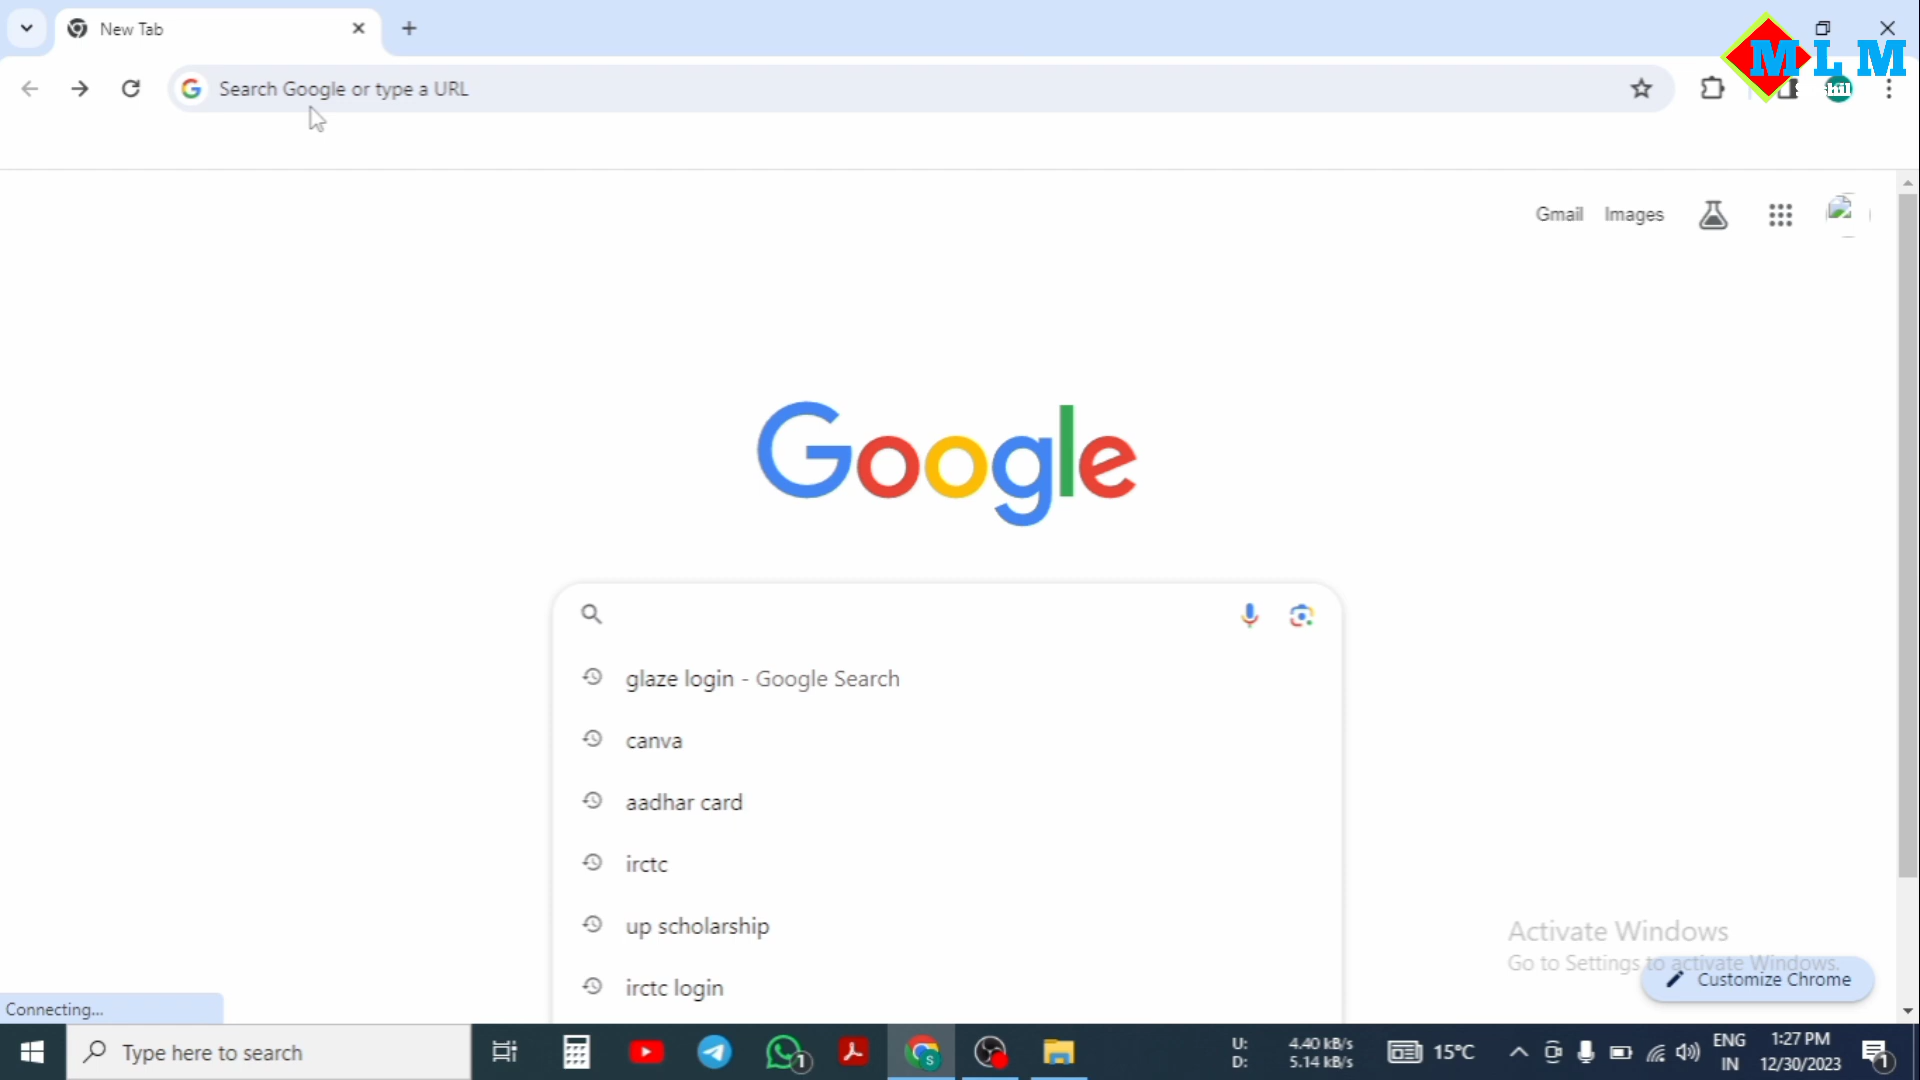 New Tab
M L M
Search Google or type a URL
Gmail
Images
Google
glaze login - Google Search
canva
aadhar card
irctc
up scholarship
irctc login
Activate Windows
Go to Settings to activate Windows.
Customize Chrome
Connecting...
Type here to search
1
S
U: 4.40 kB/s
D: 5.14 kB/s
15°C
ENG
IN
1:27 PM
12/30/2023
1